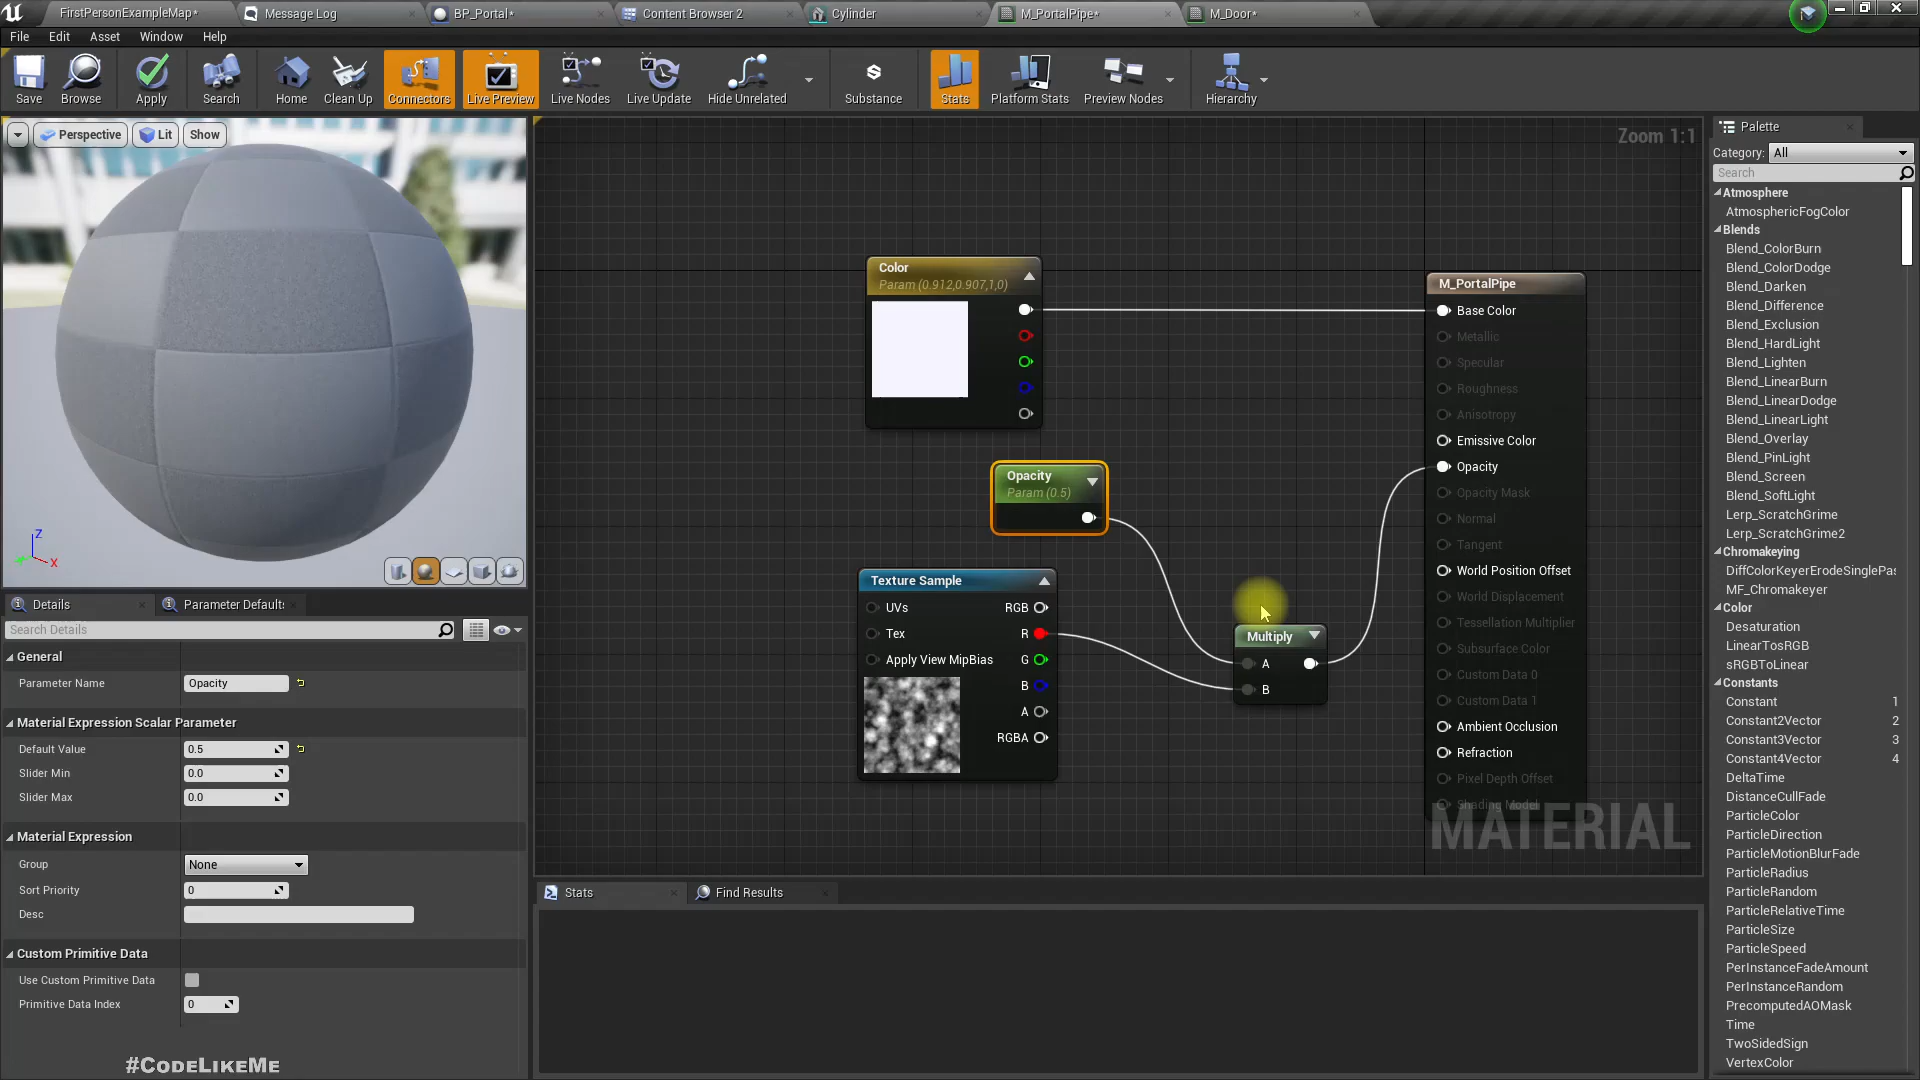 FirstPersonExampleMap*
Message Log
BP_Portal*
Content Browser 2
Cylinder
M_PortalPipe*
M_Door*
File
Edit
Asset
Window
Help
Save
Browse
Apply
Search
Home
Clean Up
Connectors
Live Preview
Live Nodes
Live Update
Hide Unrelated
Substance
Stats
Platform Stats
Preview Nodes
Hierarchy
Perspective
Lit
Show
Z
X
Zoom 1:1
Color
Param (0.912,0.907,1,0)
Opacity
Param (0.5)
Texture Sample
UVs
RGB
Tex
R
Apply View MipBias
G
B
A
RGBA
Multiply
A
B
M_PortalPipe
Base Color
Metallic
Specular
Roughness
Anisotropy
Emissive Color
Opacity
Opacity Mask
Normal
Tangent
World Position Offset
World Displacement
Tessellation Multiplier
Subsurface Color
Custom Data 0
Custom Data 1
Ambient Occlusion
Refraction
Pixel Depth Offset
Shading Model
MATERIAL
Details
Parameter Default
Search Details
General
Parameter Name
Opacity
Material Expression Scalar Parameter
Default Value
0.5
Slider Min
0.0
Slider Max
0.0
Material Expression
Group
None
Sort Priority
0
Desc
Custom Primitive Data
Use Custom Primitive Data
Primitive Data Index
0
#CodeLikeMe
Stats
Find Results
Palette
Category:
All
Search
Atmosphere
AtmosphericFogColor
Blends
Blend_ColorBurn
Blend_ColorDodge
Blend_Darken
Blend_Difference
Blend_Exclusion
Blend_HardLight
Blend_Lighten
Blend_LinearBurn
Blend_LinearDodge
Blend_LinearLight
Blend_Overlay
Blend_PinLight
Blend_Screen
Blend_SoftLight
Lerp_ScratchGrime
Lerp_ScratchGrime2
Chromakeying
DiffColorKeyerErodeSinglePas
MF_Chromakeyer
Color
Desaturation
LinearTosRGB
sRGBToLinear
Constants
Constant 1
Constant2Vector 2
Constant3Vector 3
Constant4Vector 4
DeltaTime
DistanceCullFade
ParticleColor
ParticleDirection
ParticleMotionBlurFade
ParticleRadius
ParticleRandom
ParticleRelativeTime
ParticleSize
ParticleSpeed
PerInstanceFadeAmount
PerInstanceRandom
PrecomputedAOMask
Time
TwoSidedSign
VertexColor